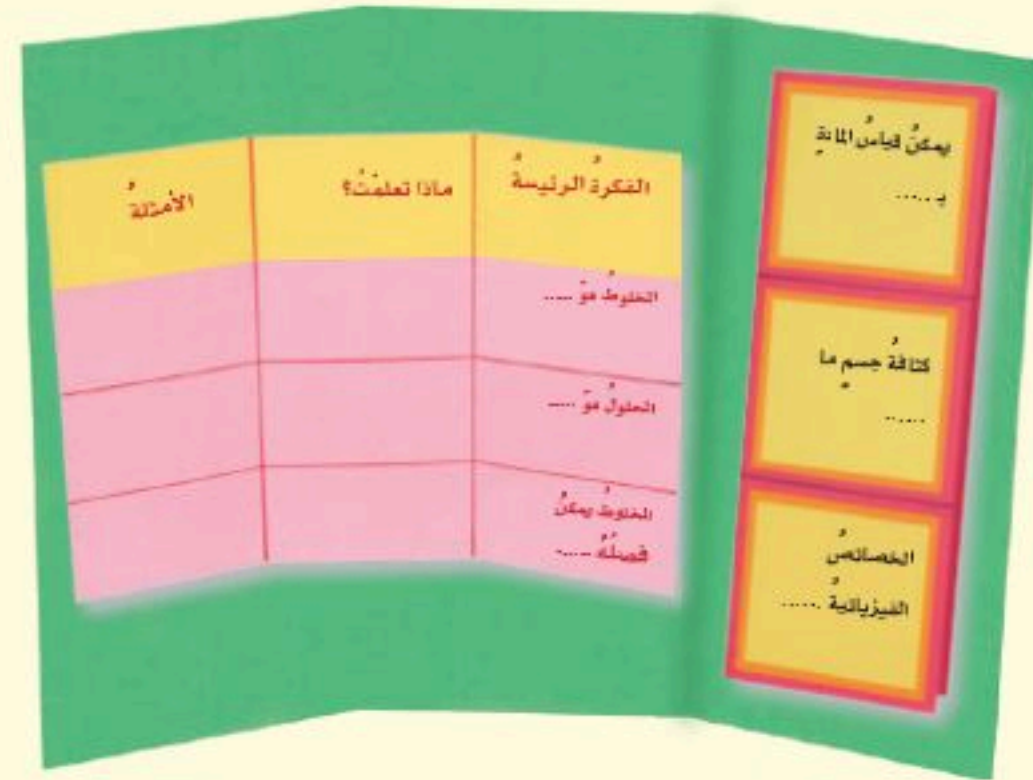 يمكنُ قياسُ المادةِ
بـ .....
كثافةُ جسمٍ ما
......
الخصائصُ
الفيزيائيةُ .....
الفكرةُ الرئيسةُ
ماذا تعلمتُ؟
الأمثلةُ
المخلوطُ هوَ .....
المحلولُ هوَ .....
المخلوطُ يمكنُ
فصلُهُ .....